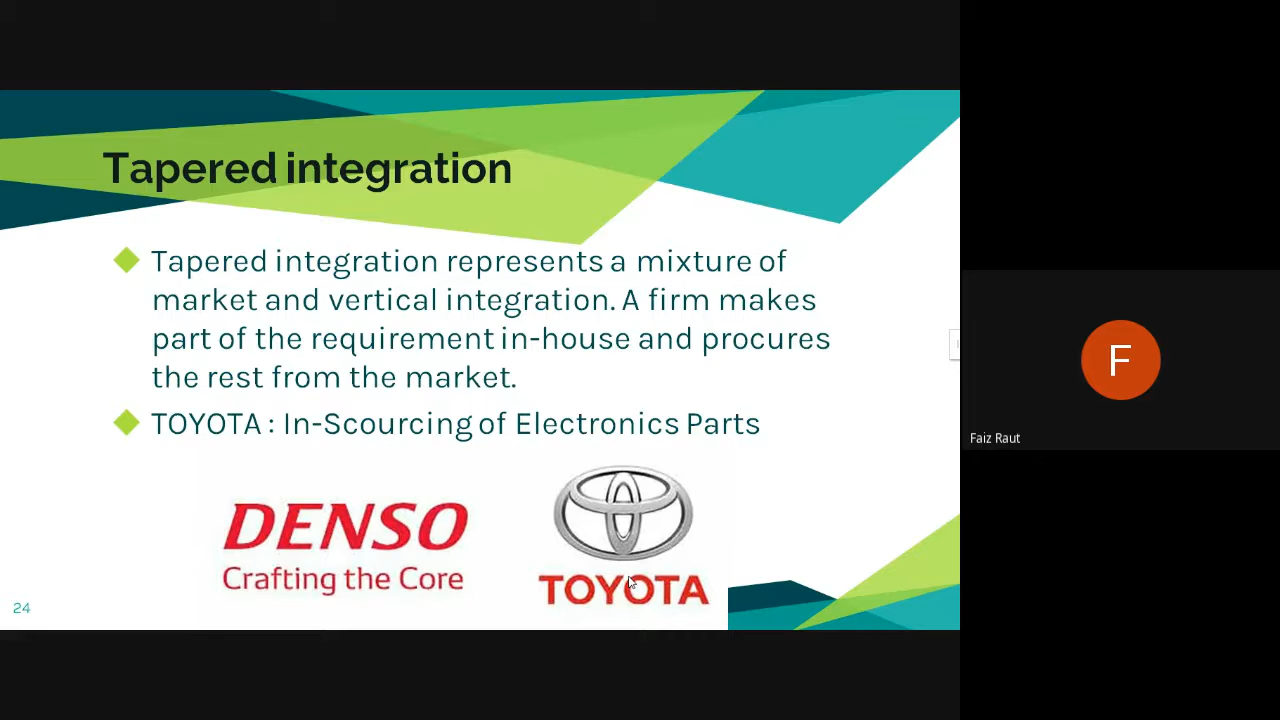 Tapered integration
Tapered integration represents a mixture of
market and vertical integration. A firm makes
part of the requirement in-house and procures
the rest from the market.
TOYOTA : In-Scourcing of Electronics Parts
DENSO
Crafting the Core
TOYOTA
24
F
Faiz Raut